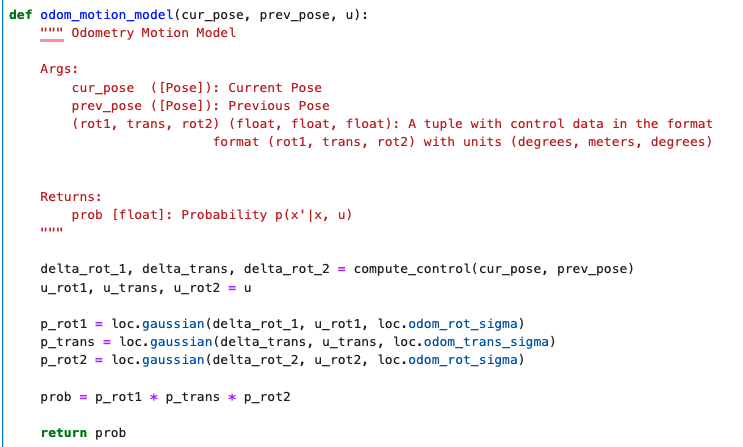 def odom_motion_model(cur_pose, prev_pose, u):
    """ Odometry Motion Model

    Args:
        cur_pose  ([Pose]): Current Pose
        prev_pose ([Pose]): Previous Pose
        (rot1, trans, rot2) (float, float, float): A tuple with control data in the format
                          format (rot1, trans, rot2) with units (degrees, meters, degrees)


    Returns:
        prob [float]: Probability p(x'|x, u)
    """

    delta_rot_1, delta_trans, delta_rot_2 = compute_control(cur_pose, prev_pose)
    u_rot1, u_trans, u_rot2 = u

    p_rot1 = loc.gaussian(delta_rot_1, u_rot1, loc.odom_rot_sigma)
    p_trans = loc.gaussian(delta_trans, u_trans, loc.odom_trans_sigma)
    p_rot2 = loc.gaussian(delta_rot_2, u_rot2, loc.odom_rot_sigma)

    prob = p_rot1 * p_trans * p_rot2

    return prob